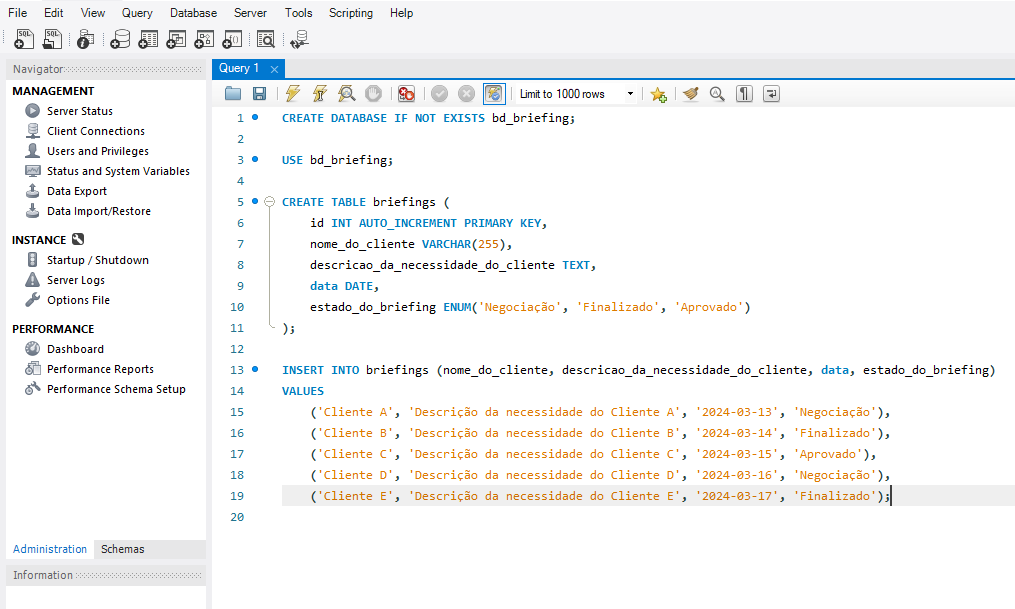 File Edit View Query Database Server Tools Scripting Help
Navigator
MANAGEMENT
Server Status
Client Connections
Users and Privileges
Status and System Variables
Data Export
Data Import/Restore
INSTANCE
Startup / Shutdown
Server Logs
Options File
PERFORMANCE
Dashboard
Performance Reports
Performance Schema Setup
Administration Schemas
Information
Query 1
Limit to 1000 rows
1 CREATE DATABASE IF NOT EXISTS bd_briefing;
2
3 USE bd_briefing;
4
5 CREATE TABLE briefings (
6 id INT AUTO_INCREMENT PRIMARY KEY,
7 nome_do_cliente VARCHAR(255),
8 descricao_da_necessidade_do_cliente TEXT,
9 data DATE,
10 estado_do_briefing ENUM('Negociação', 'Finalizado', 'Aprovado')
11 );
12
13 INSERT INTO briefings (nome_do_cliente, descricao_da_necessidade_do_cliente, data, estado_do_briefing)
14 VALUES
15 ('Cliente A', 'Descrição da necessidade do Cliente A', '2024-03-13', 'Negociação'),
16 ('Cliente B', 'Descrição da necessidade do Cliente B', '2024-03-14', 'Finalizado'),
17 ('Cliente C', 'Descrição da necessidade do Cliente C', '2024-03-15', 'Aprovado'),
18 ('Cliente D', 'Descrição da necessidade do Cliente D', '2024-03-16', 'Negociação'),
19 ('Cliente E', 'Descrição da necessidade do Cliente E', '2024-03-17', 'Finalizado');
20